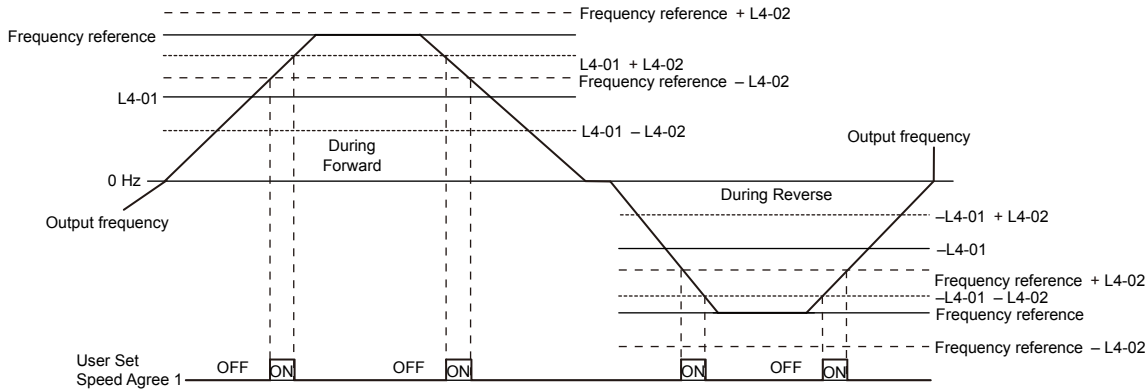 Frequency reference + L4-02
Frequency reference
L4-01 + L4-02
Frequency reference – L4-02
L4-01
L4-01 – L4-02
During
Forward
Output frequency
0 Hz
During Reverse
Output frequency
–L4-01 + L4-02
–L4-01
Frequency reference + L4-02
–L4-01 – L4-02
Frequency reference
Frequency reference – L4-02
User Set
Speed Agree 1
OFF ON OFF ON ON OFF ON